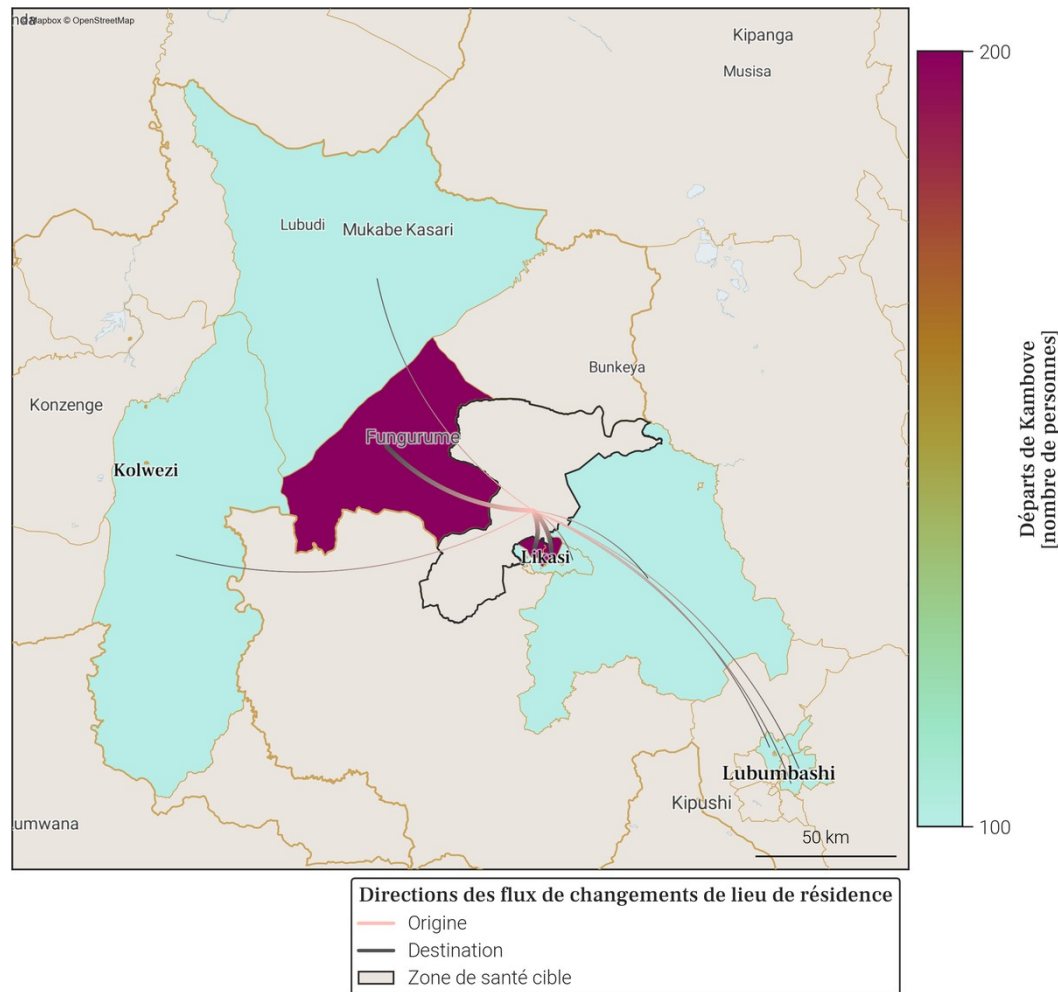 © Mapbox © OpenStreetMap
Kipanga
Musisa
200
Lubudi
Mukabe Kasari
Bunkeya
Konzenge
Fungurume
Kolwezi
Likasi
Départs de Kambove
[nombre de personnes]
Lubumbashi
Kipushi
umwana
50 km
100
Directions des flux de changements de lieu de résidence
Origine
Destination
Zone de santé cible